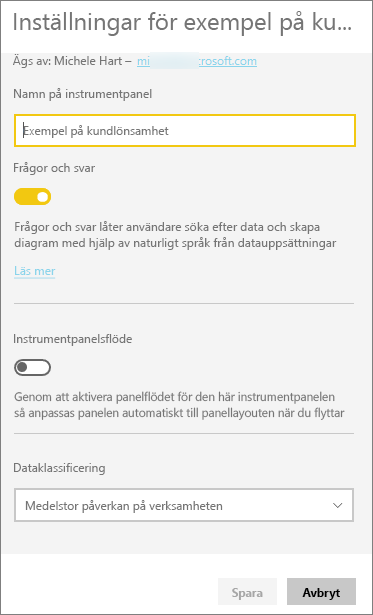 Inställningar för exempel på ku...
Ägs av: Michele Hart – mi crosoft.com
Namn på instrumentpanel
Exempel på kundlönsamhet
Frågor och svar
Frågor och svar låter användare söka efter data och skapa
diagram med hjälp av naturligt språk från datauppsättningar
Läs mer
Instrumentpanelsflöde
Genom att aktivera panelflödet för den här instrumentpanelen
så anpassas panelen automatiskt till panellayouten när du flyttar
Dataklassificering
Medelstor påverkan på verksamheten
Spara Avbryt